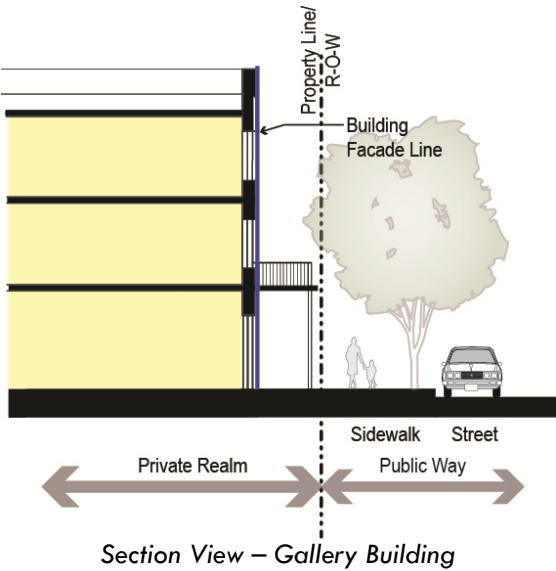 Property Line/
R-O-W
Building
Facade Line
Sidewalk
Street
Private Realm
Public Way
Section View – Gallery Building